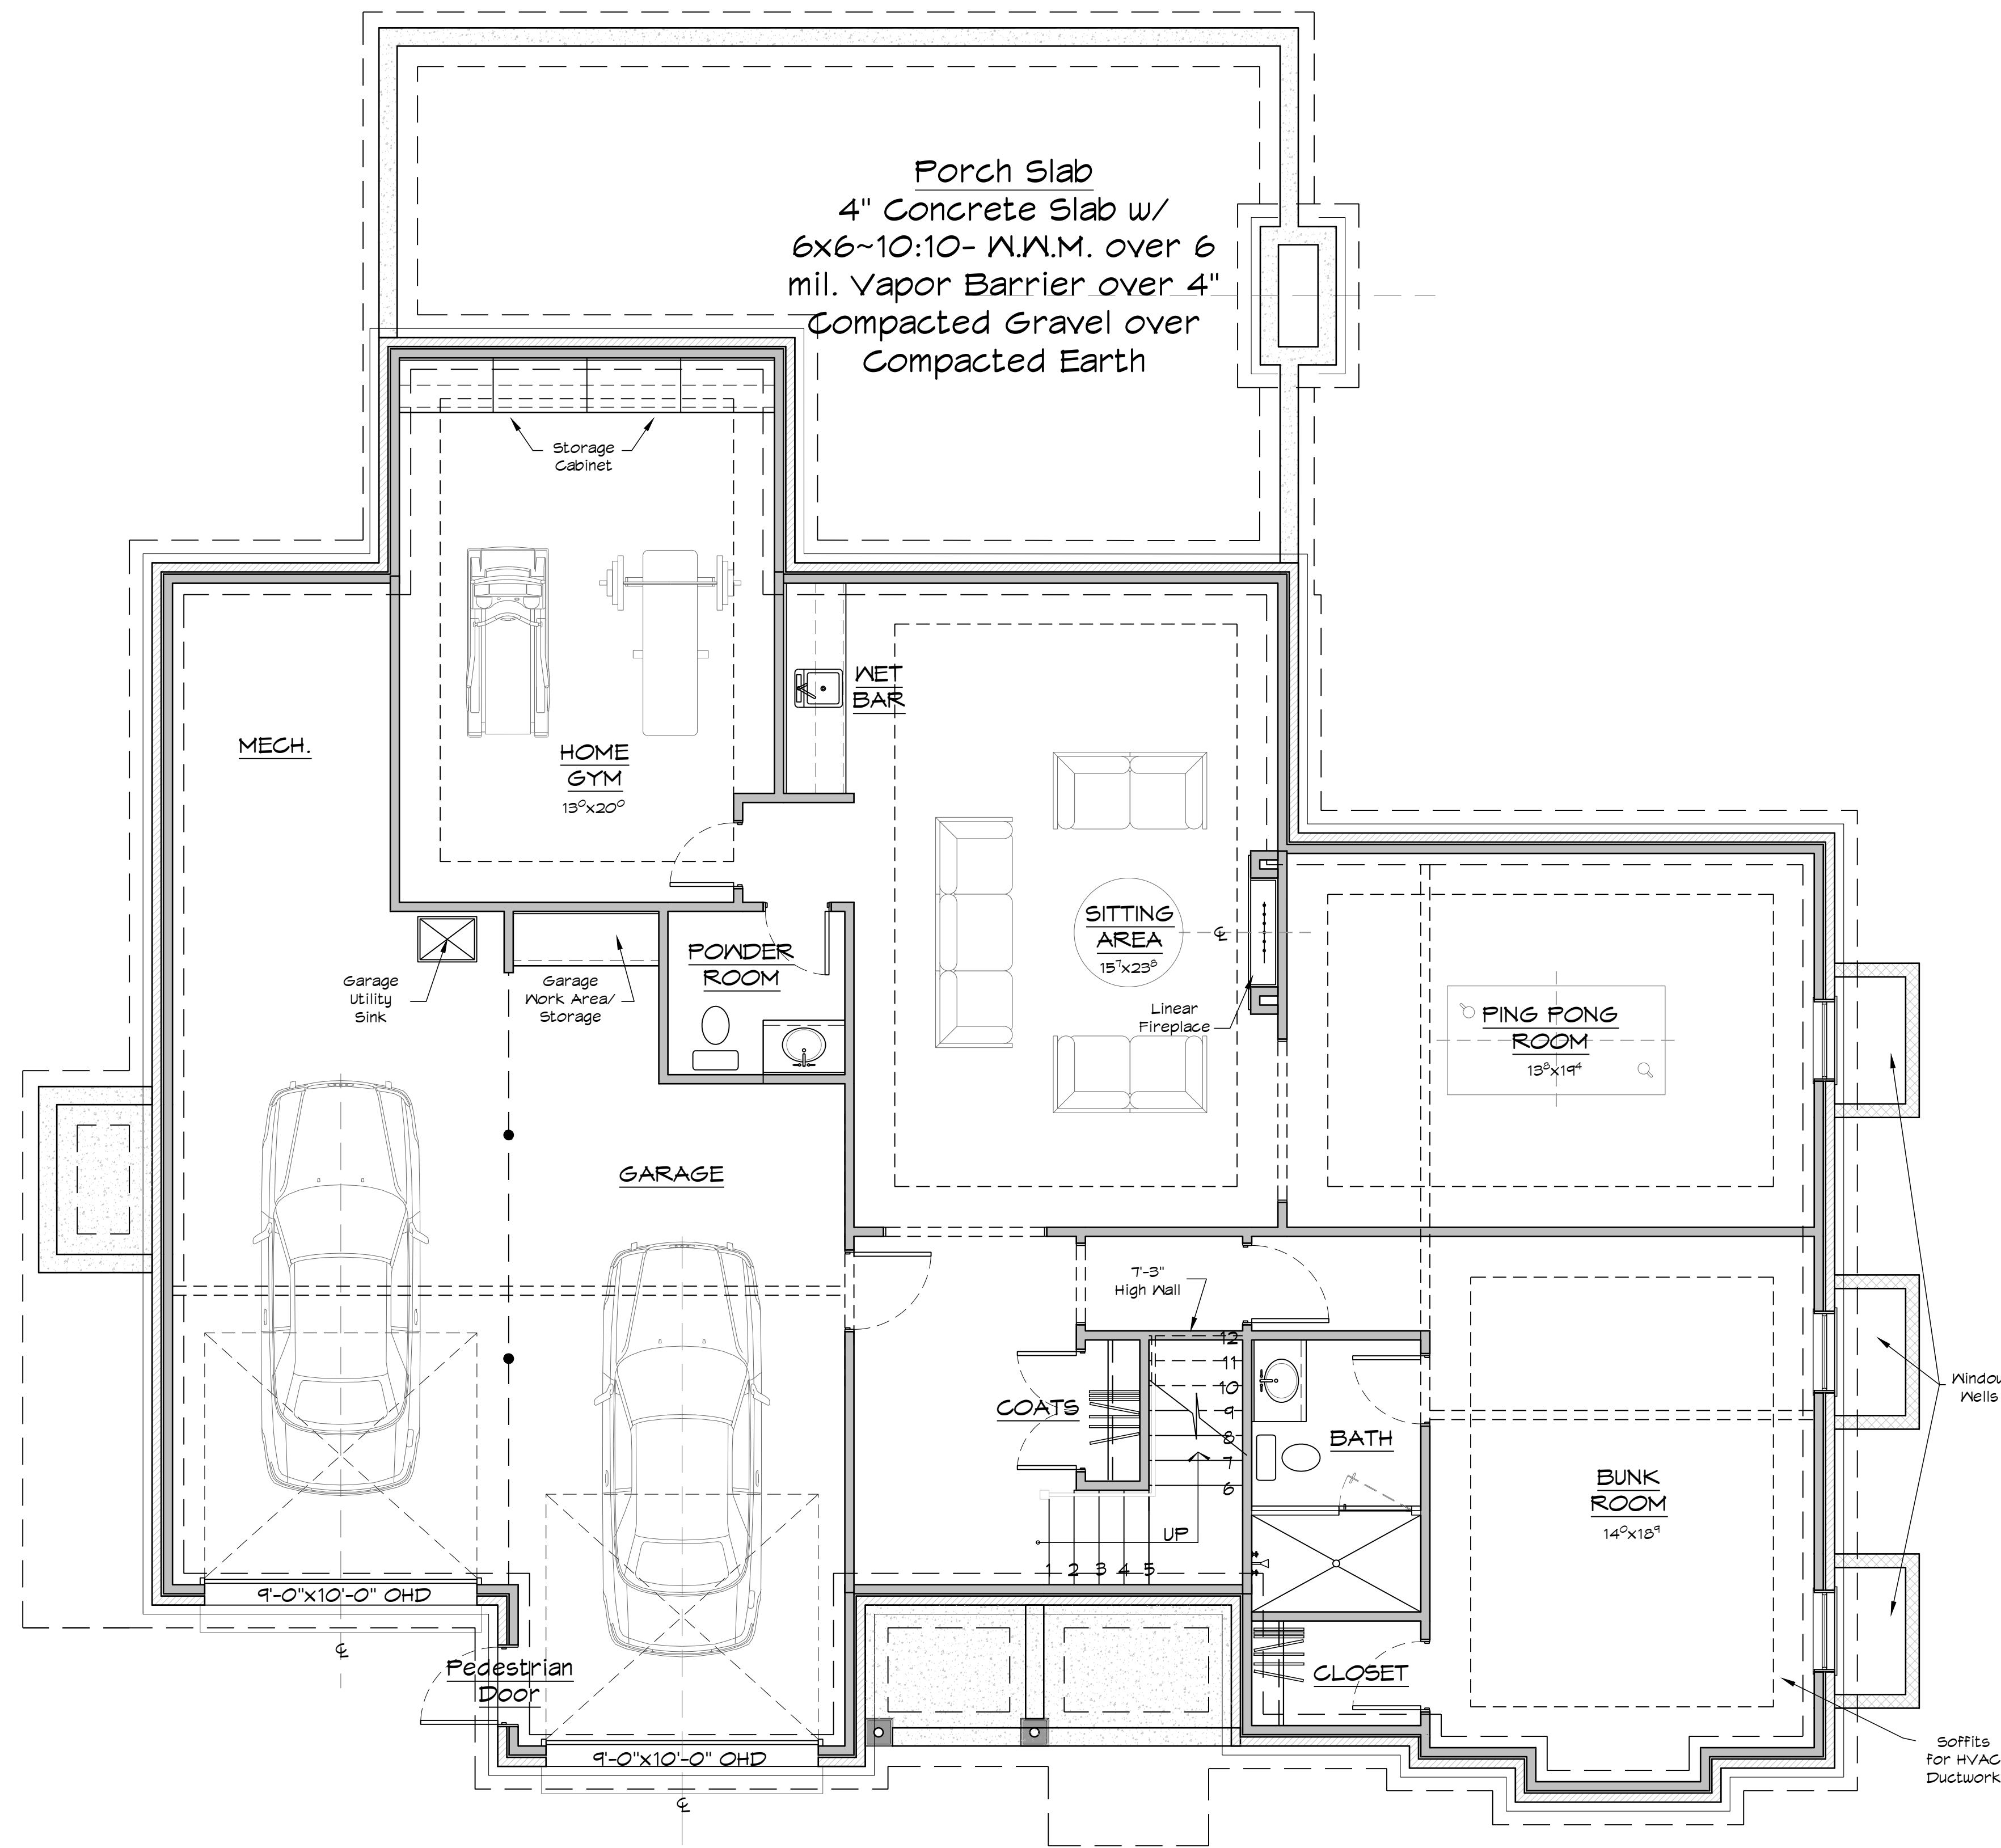 Porch Slab
4" Concrete Slab w/
6x6~10:10- W.W.M. over 6
mil. Vapor Barrier over 4"
Compacted Gravel over
Compacted Earth
Storage
Cabinet
WET
BAR
MECH.
HOME
GYM
13⁰x20⁰
SITTING
AREA
15⁷x23⁸
℄
POWDER
ROOM
Garage
Utility
Sink
Garage
Work Area/
Storage
Linear
Fireplace
PING PONG
ROOM
13⁸x19⁴
GARAGE
7'-3"
High Wall
12
11
10
9
8
7
6
COATS
BATH
Window
Wells
BUNK
ROOM
14⁰x18⁹
UP
1 2 3 4 5
9'-0"x10'-0" OHD
℄
Pedestrian
Door
CLOSET
9'-0"x10'-0" OHD
℄
Soffits
for HVAC
Ductwork